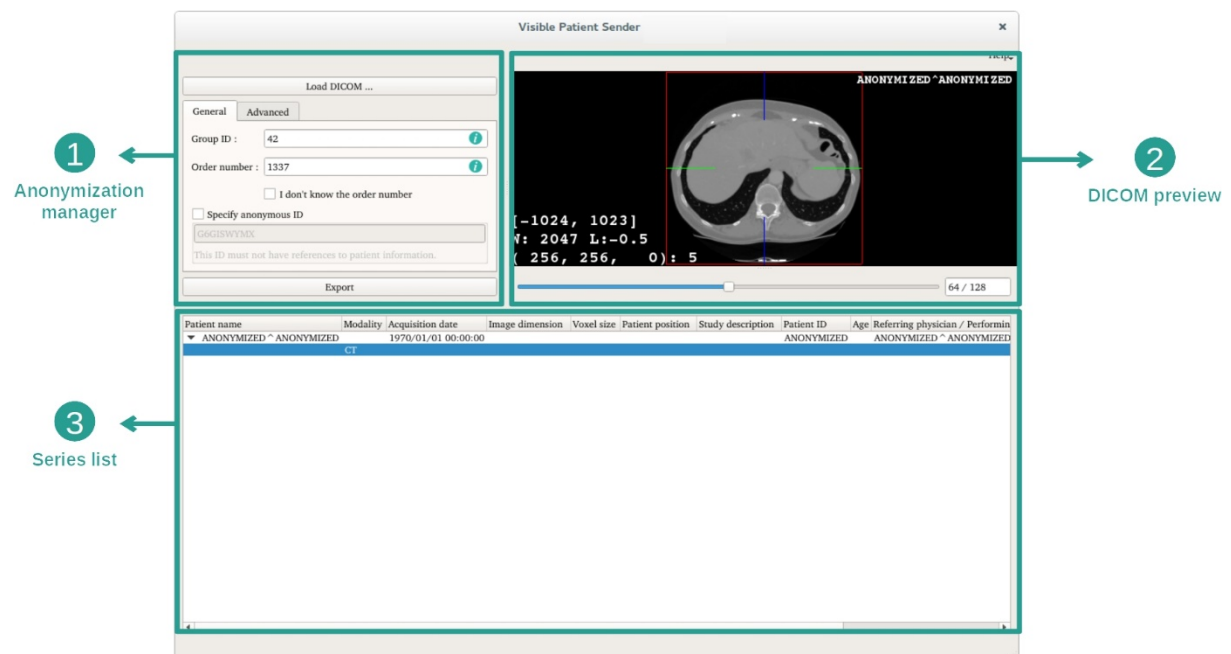 Visible Patient Sender
Help
Load DICOM ...
General Advanced
Group ID : 42
Order number : 1337
I don't know the order number
Specify anonymous ID
G6GISWYMX
This ID must not have references to patient information.
Export
1
Anonymization
manager
ANONYMIZED^ANONYMIZED
[-1024, 1023]
W: 2047 L:-0.5
( 256, 256, 0): 5
64 / 128
2
DICOM preview
Patient name Modality Acquisition date Image dimension Voxel size Patient position Study description Patient ID Age Referring physician / Performin
ANONYMIZED ^ ANONYMIZED 1970/01/01 00:00:00 ANONYMIZED ANONYMIZED ^ ANONYMIZED
CT
3
Series list